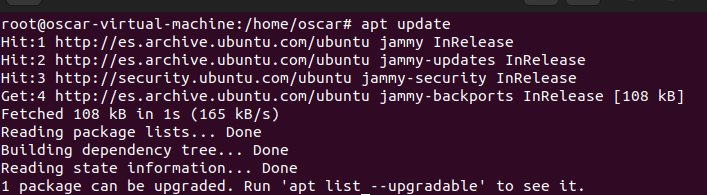 root@oscar-virtual-machine:/home/oscar# apt update
Hit:1 http://es.archive.ubuntu.com/ubuntu jammy InRelease
Hit:2 http://es.archive.ubuntu.com/ubuntu jammy-updates InRelease
Hit:3 http://security.ubuntu.com/ubuntu jammy-security InRelease
Get:4 http://es.archive.ubuntu.com/ubuntu jammy-backports InRelease [108 kB]
Fetched 108 kB in 1s (165 kB/s)
Reading package lists... Done
Building dependency tree... Done
Reading state information... Done
1 package can be upgraded. Run 'apt list --upgradable' to see it.